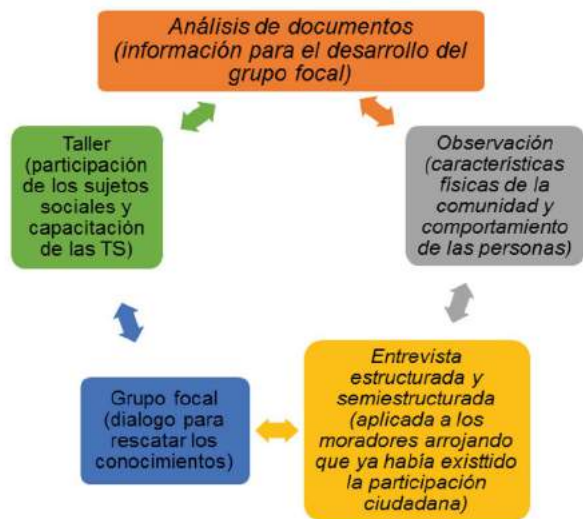 Análisis de documentos
(información para el desarrollo del
grupo focal)
Taller
(participación
de los sujetos
sociales y
capacitación
de las TS)
Observación
(características
físicas de la
comunidad y
comportamiento
de las personas)
Grupo focal
(dialogo para
rescatar los
conocimientos)
Entrevista
estructurada y
semiestructurada
(aplicada a los
moradores arrojando
que ya había existtido
la participación
ciudadana)